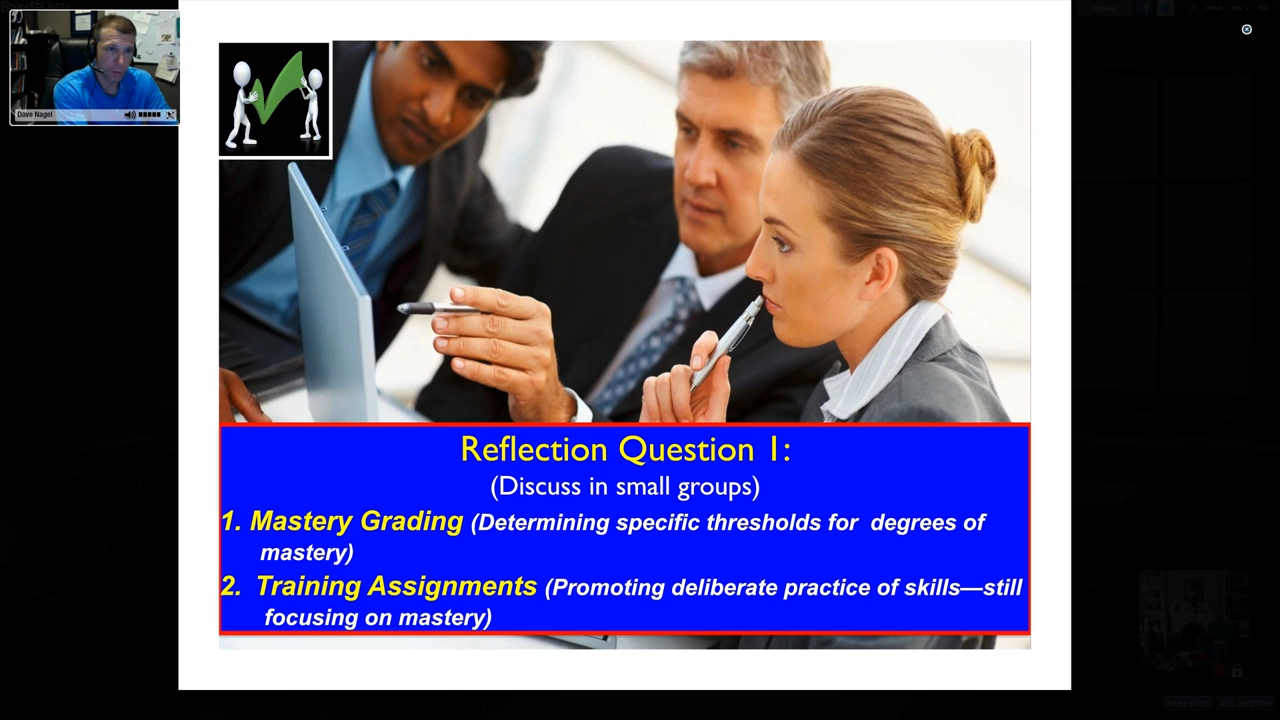 Dave Nagel
Reflection Question 1:
(Discuss in small groups)
1. Mastery Grading (Determining specific thresholds for degrees of
mastery)
2. Training Assignments (Promoting deliberate practice of skills—still
focusing on mastery)